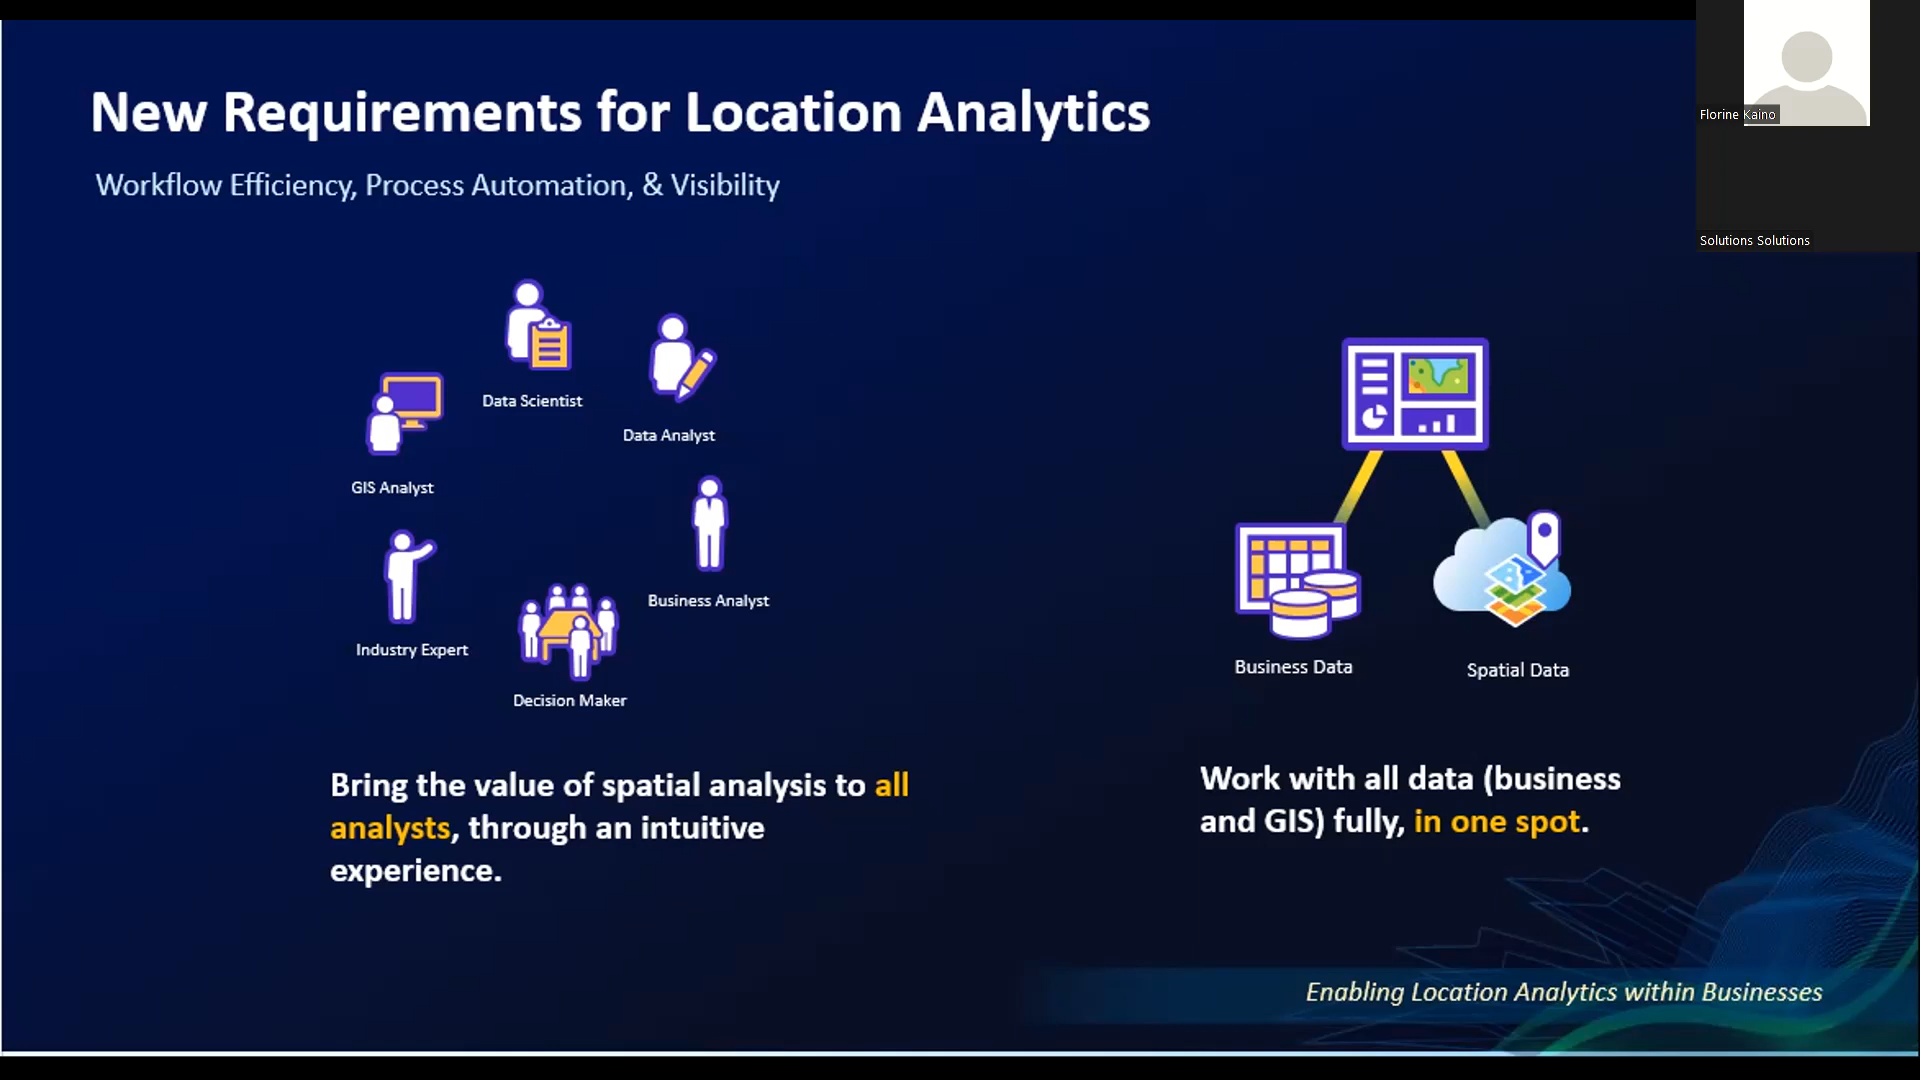 New Requirements for Location Analytics
Workflow Efficiency, Process Automation, & Visibility
Florine Kaino
Solutions Solutions
Data Scientist
Data Analyst
GIS Analyst
Business Analyst
Industry Expert
Decision Maker
Bring the value of spatial analysis to all
analysts, through an intuitive
experience.
Business Data
Spatial Data
Work with all data (business
and GIS) fully, in one spot.
Enabling Location Analytics within Businesses